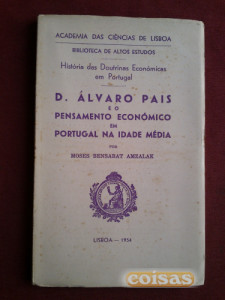 ACADEMIA DAS CIÊNCIAS DE LISBOA
BIBLIOTECA DE ALTOS ESTUDOS
História das Doutrinas Económicas
em Portugal
D. ÁLVARO PAIS
E O
PENSAMENTO ECONÓMICO
EM
PORTUGAL NA IDADE MÉDIA
POR
MOSES BENSABAT AMZALAK
LISBOA — 1954
coisas